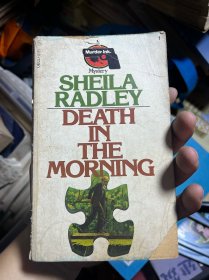 Murder Ink.
Mystery
SHEILA
RADLEY
DEATH
IN
THE
MORNING